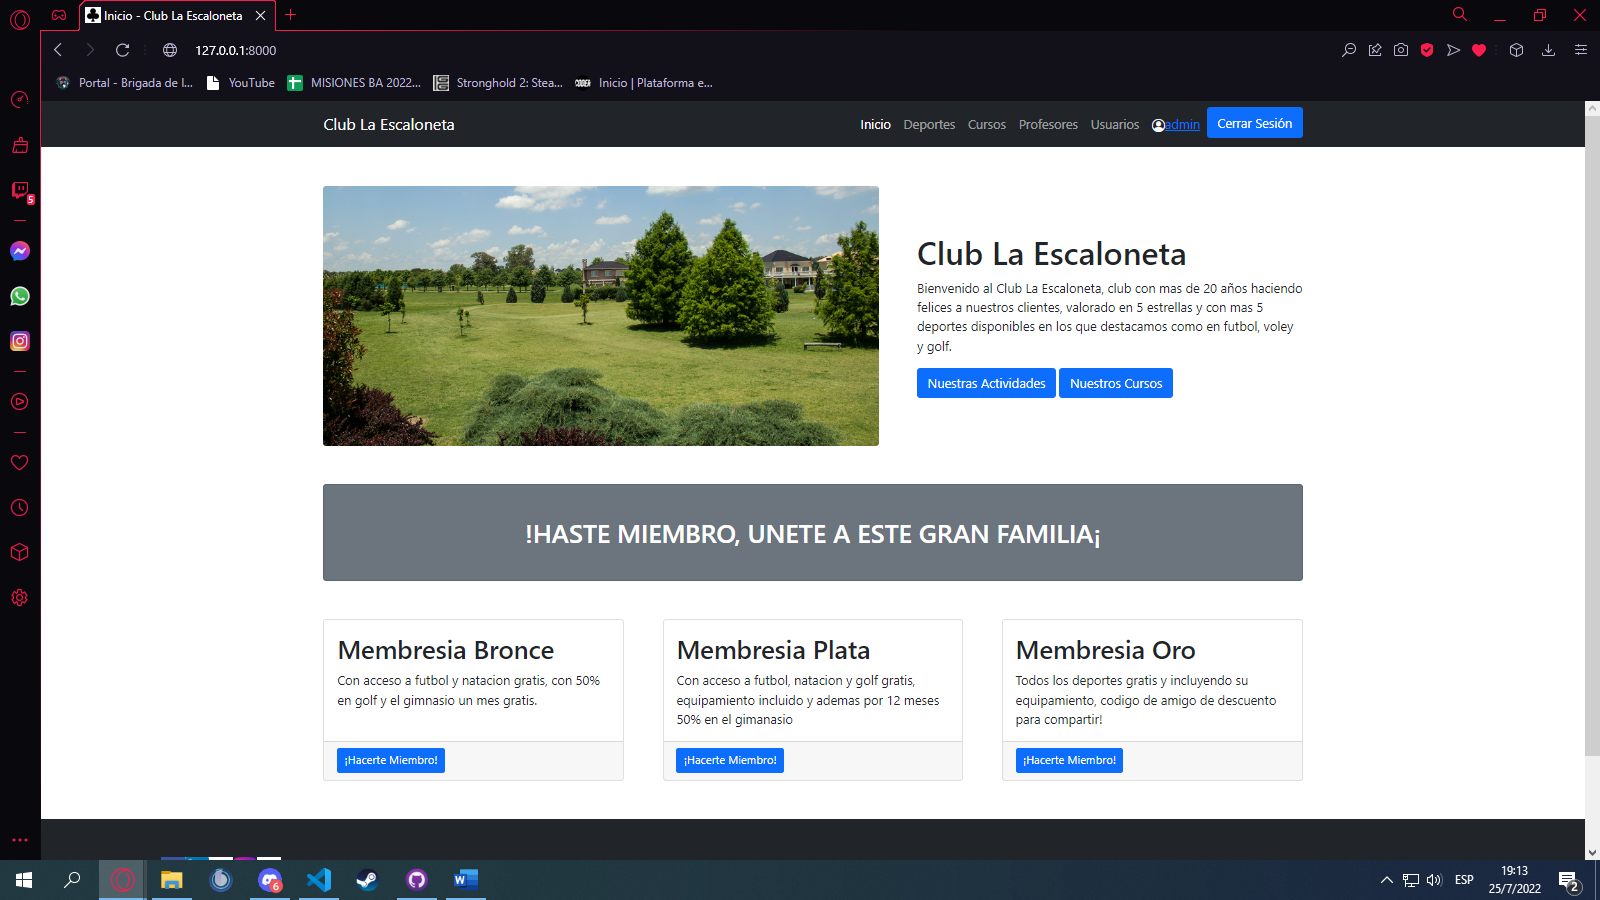 Inicio - Club La Escaloneta
127.0.0.1:8000
Portal - Brigada de I...
YouTube
MISIONES BA 2022...
Stronghold 2: Stea...
CODER
Inicio | Plataforma e...
5
Club La Escaloneta
Inicio
Deportes
Cursos
Profesores
Usuarios
admin
Cerrar Sesión
Club La Escaloneta
Bienvenido al Club La Escaloneta, club con mas de 20 años haciendo
felices a nuestros clientes, valorado en 5 estrellas y con mas 5
deportes disponibles en los que destacamos como en futbol, voley
y golf.
Nuestras Actividades
Nuestros Cursos
!HASTE MIEMBRO, UNETE A ESTE GRAN FAMILIA¡
Membresia Bronce
Con acceso a futbol y natacion gratis, con 50%
en golf y el gimnasio un mes gratis.
¡Hacerte Miembro!
Membresia Plata
Con acceso a futbol, natacion y golf gratis,
equipamiento incluido y ademas por 12 meses
50% en el gimanasio
¡Hacerte Miembro!
Membresia Oro
Todos los deportes gratis y incluyendo su
equipamiento, codigo de amigo de descuento
para compartir!
¡Hacerte Miembro!
6
W
ESP
19:13
25/7/2022
2